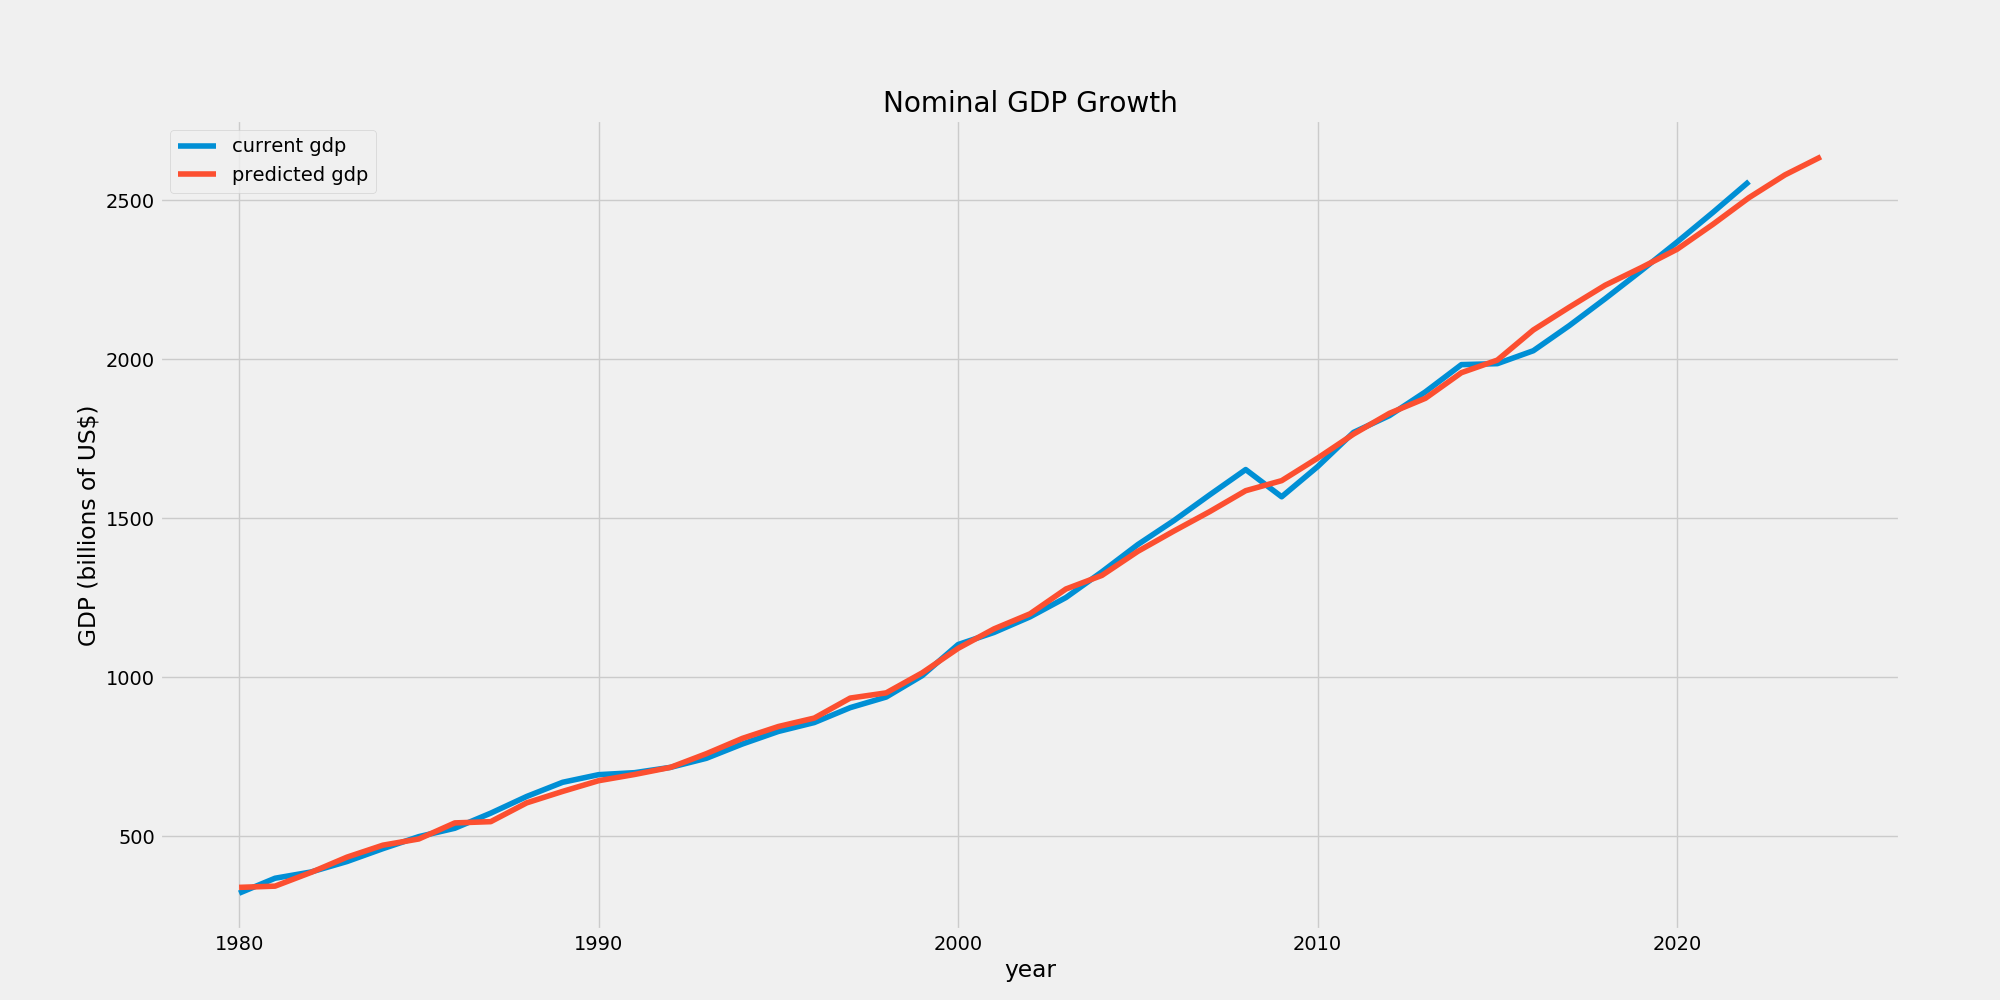 Nominal GDP Growth
current gdp
predicted gdp
2500
2000
1500
1000
500
GDP (billions of US$)
1980 1990 2000 2010 2020
year